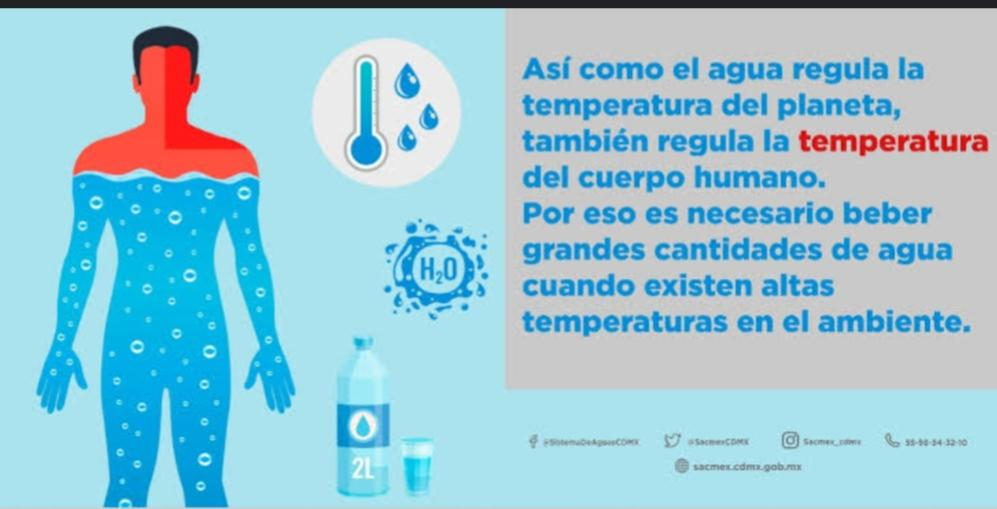 Así como el agua regula la
temperatura del planeta,
también regula la temperatura
del cuerpo humano.
Por eso es necesario beber
grandes cantidades de agua
cuando existen altas
temperaturas en el ambiente.
H₂O
2L
@SistemaDeAguasCDMX @SacmexCDMX Sacmex_cdmx 55-56-54-32-10
sacmex.cdmx.gob.mx